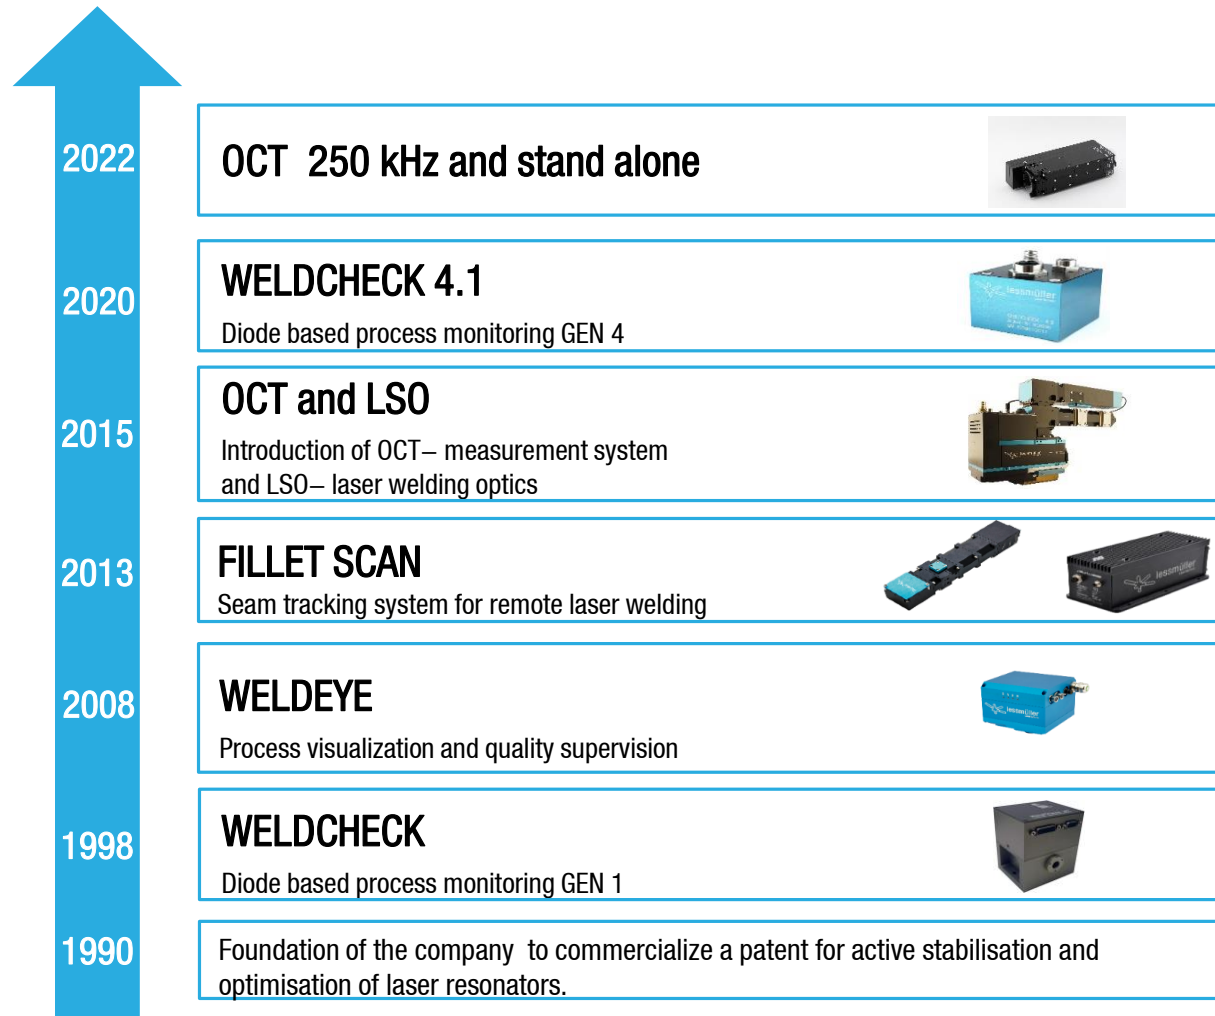 2022
OCT  250 kHz and stand alone
2020
WELDCHECK 4.1
Diode based process monitoring GEN 4
lessmüller
2015
OCT and LSO
Introduction of OCT– measurement system
and LSO– laser welding optics
2013
FILLET SCAN
Seam tracking system for remote laser welding
lessmüller
2008
WELDEYE
Process visualization and quality supervision
lessmüller
1998
WELDCHECK
Diode based process monitoring GEN 1
1990
Foundation of the company  to commercialize a patent for active stabilisation and
optimisation of laser resonators.